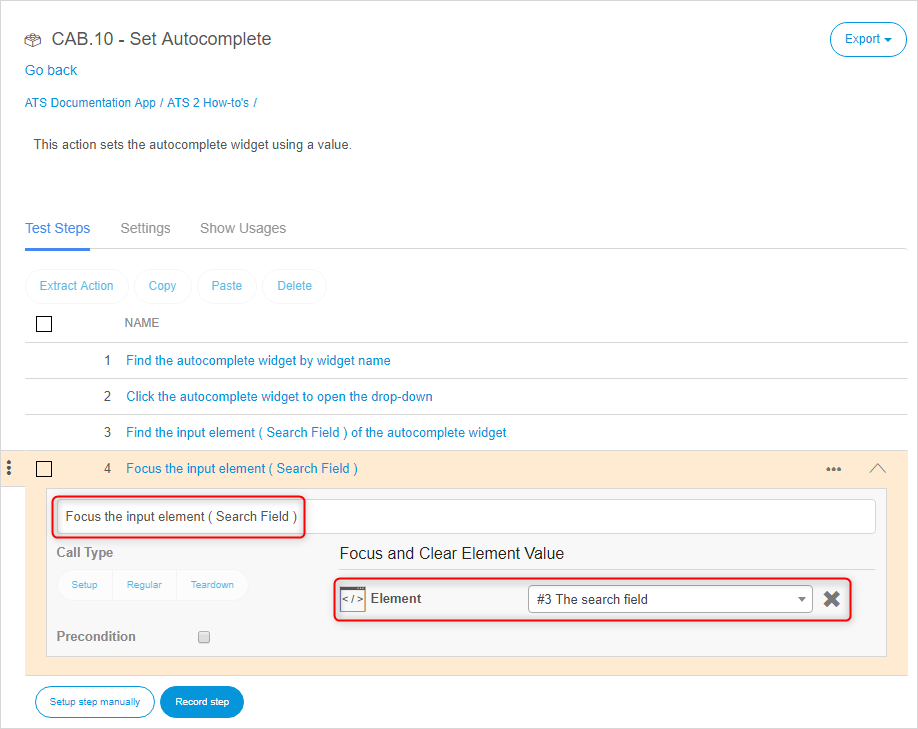 CAB.10 - Set Autocomplete
Export
Go back
ATS Documentation App / ATS 2 How-to's /
This action sets the autocomplete widget using a value.
Test Steps Settings Show Usages
Extract Action Copy Paste Delete
NAME
1 Find the autocomplete widget by widget name
2 Click the autocomplete widget to open the drop-down
3 Find the input element ( Search Field ) of the autocomplete widget
4 Focus the input element ( Search Field )
Focus the input element ( Search Field )
Call Type
Focus and Clear Element Value
Setup Regular Teardown
</> Element #3 The search field
Precondition
Setup step manually Record step